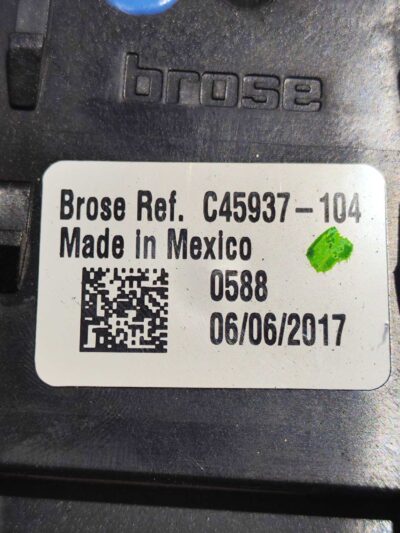 brose
Brose Ref. C45937-104
Made in Mexico
0588
06/06/2017